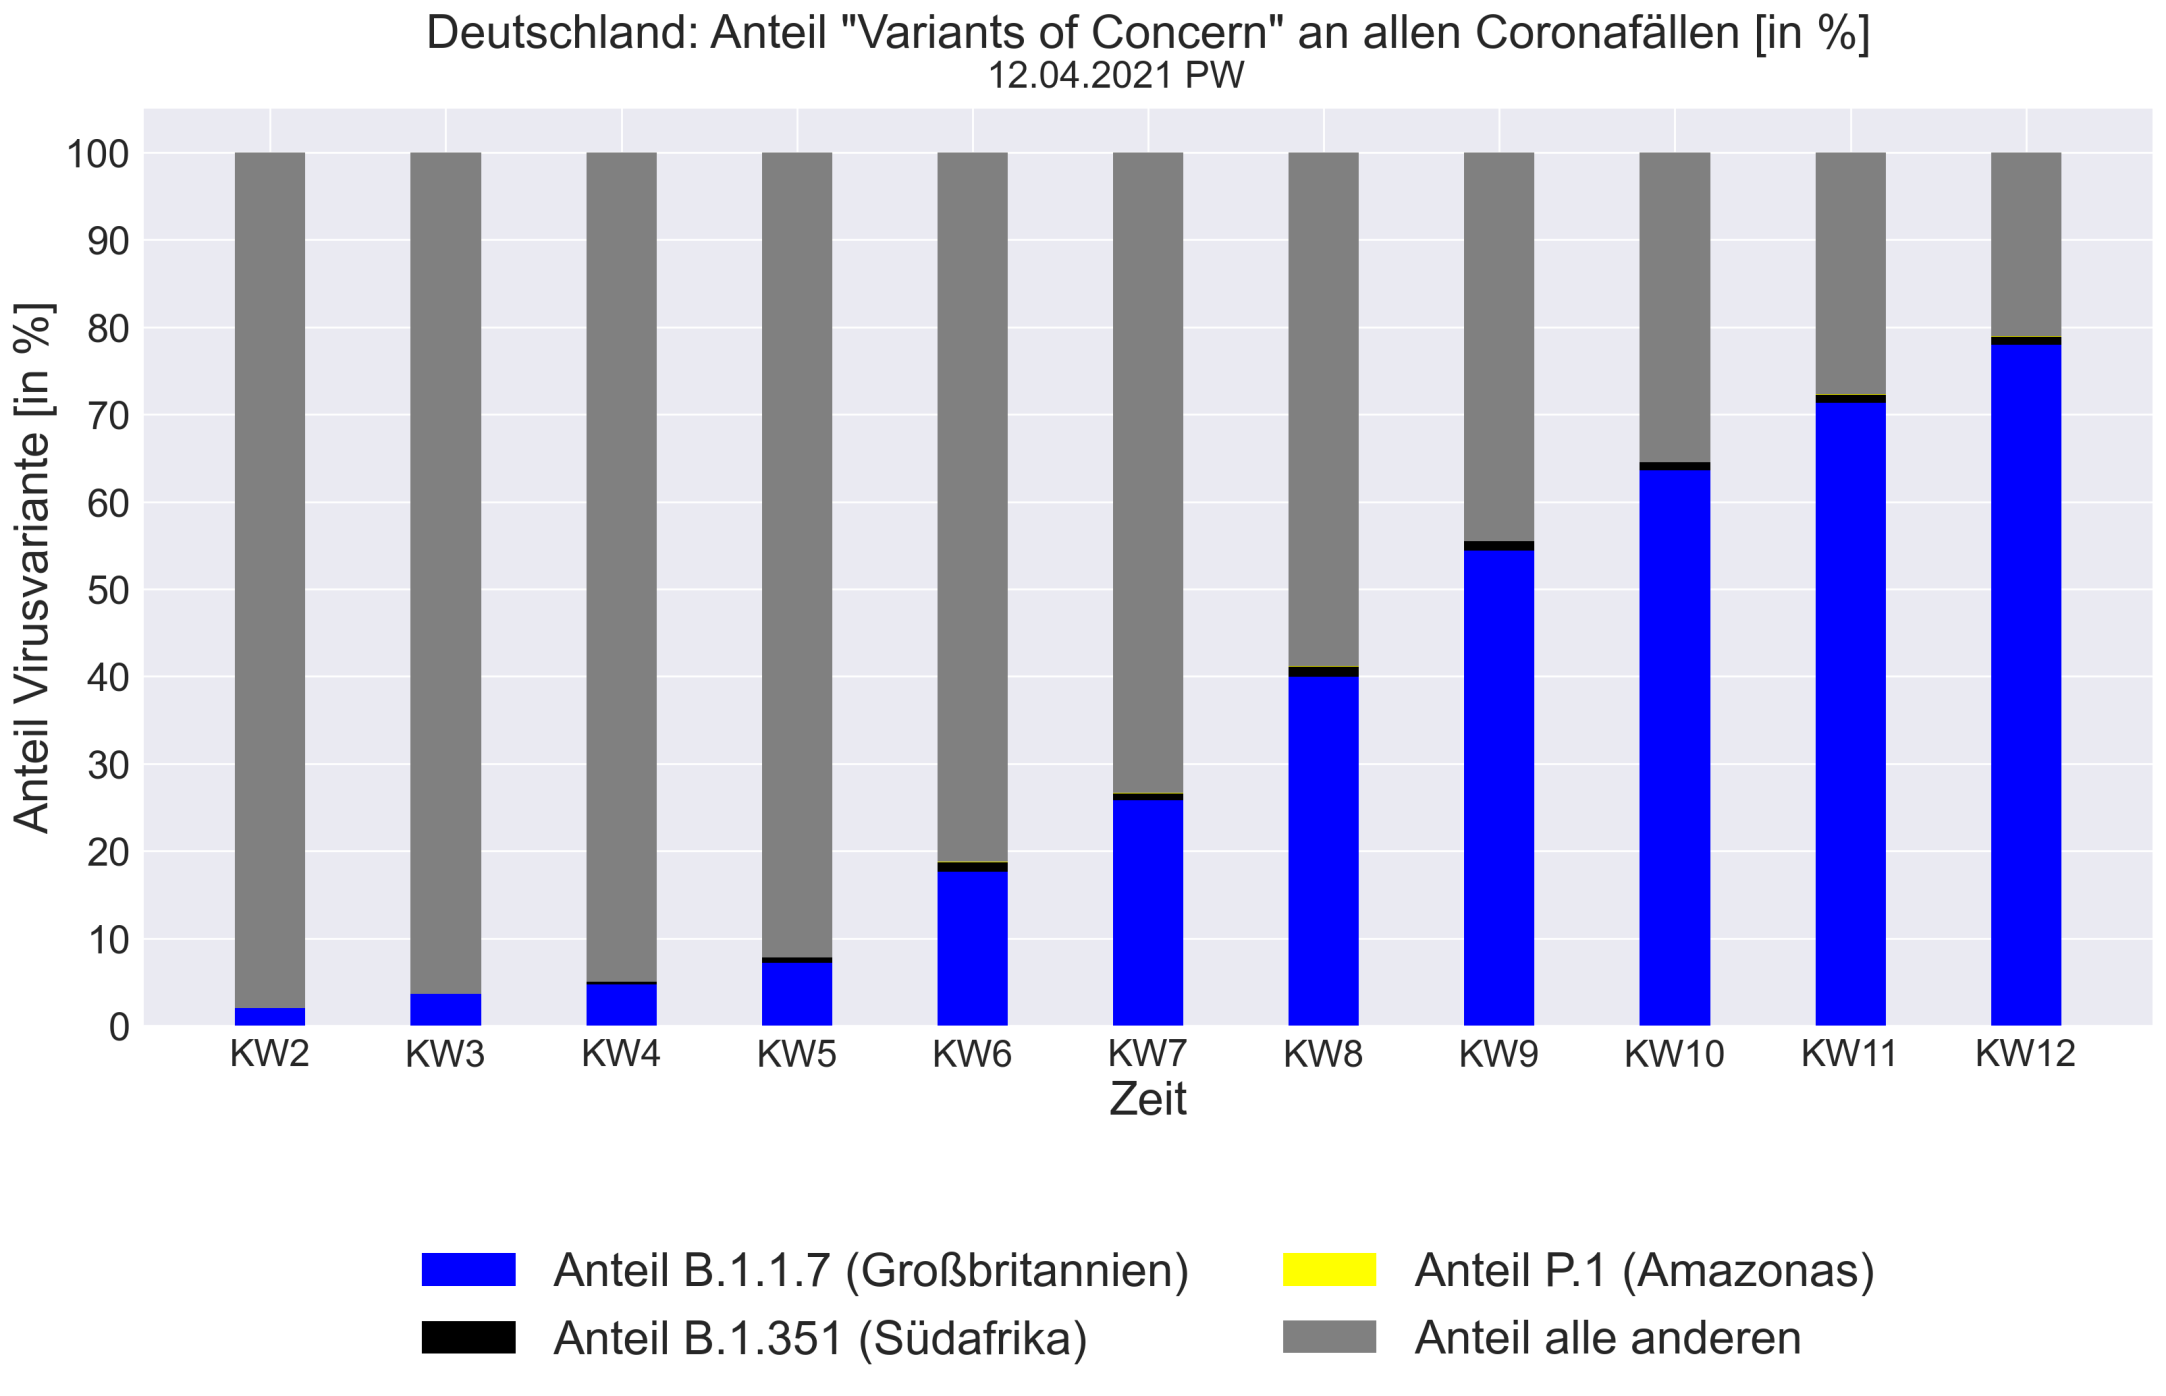 Deutschland: Anteil "Variants of Concern" an allen Coronafällen [in %]
12.04.2021 PW
Anteil Virusvariante [in %]
100
90
80
70
60
50
40
30
20
10
0
KW2 KW3 KW4 KW5 KW6 KW7 KW8 KW9 KW10 KW11 KW12
Zeit
Anteil B.1.1.7 (Großbritannien)
Anteil B.1.351 (Südafrika)
Anteil P.1 (Amazonas)
Anteil alle anderen